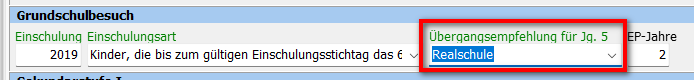 Grundschulbesuch
Einschulung Einschulungsart Übergangsempfehlung für Jg. 5 EP-Jahre
2019 Kinder, die bis zum gültigen Einschulungsstichtag das 6 Realschule 2